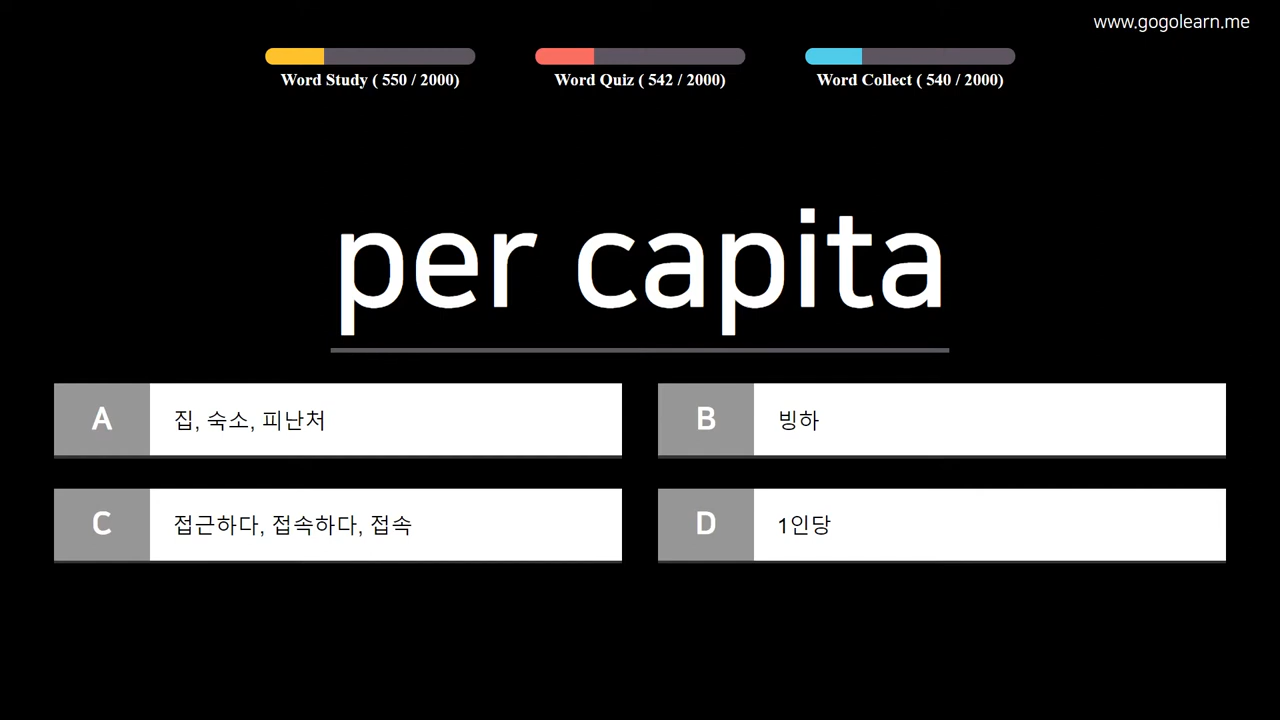 www.gogolearn.me
Word Study ( 550 / 2000)
Word Quiz ( 542 / 2000)
Word Collect ( 540 / 2000)
per capita
A 집, 숙소, 피난처
B 빙하
C 접근하다, 접속하다, 접속
D 1인당